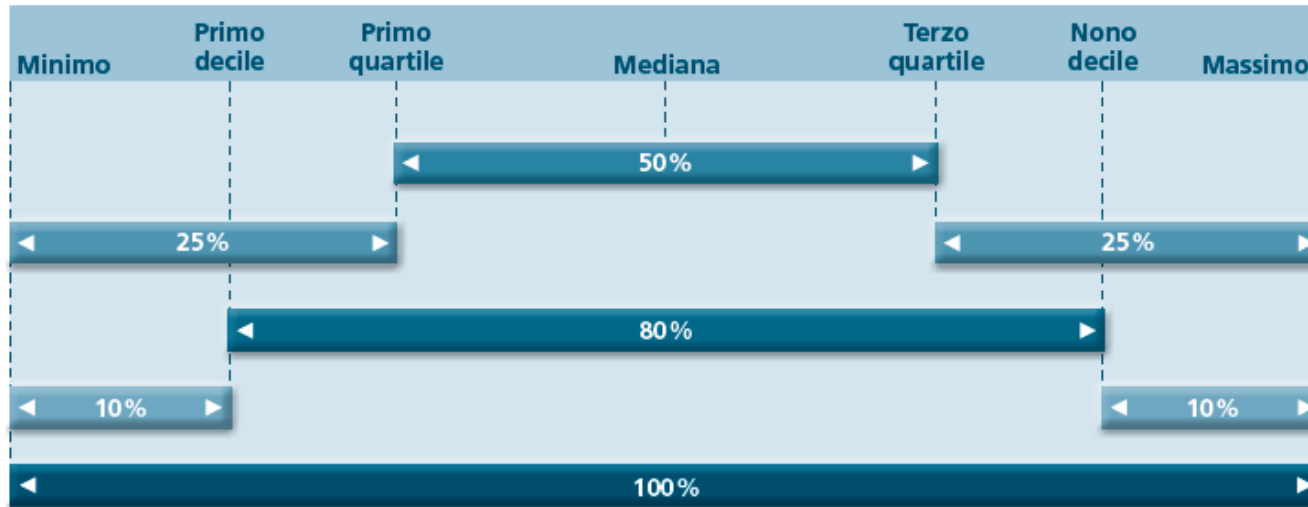 Minimo
Primo
decile
Primo
quartile
Mediana
Terzo
quartile
Nono
decile
Massimo
50%
25%
25%
80%
10%
10%
100%